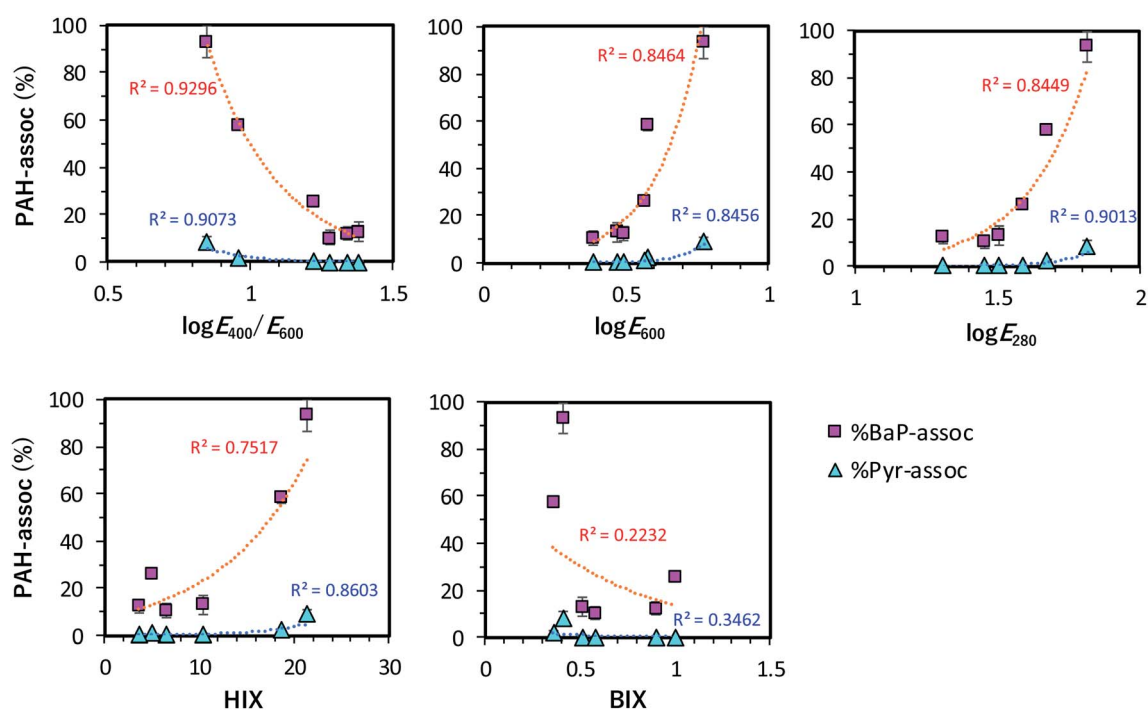 PAH-assoc (%)
100
80
60
40
20
0
R² = 0.9296
R² = 0.9073
0.5
1
1.5
logE₄₀₀/E₆₀₀
100
80
60
40
20
0
R² = 0.8464
R² = 0.8456
0
0.5
1
logE₆₀₀
100
80
60
40
20
0
R² = 0.8449
R² = 0.9013
1
1.5
2
logE₂₈₀
PAH-assoc (%)
100
80
60
40
20
0
R² = 0.7517
R² = 0.8603
0
10
20
30
HIX
100
80
60
40
20
0
R² = 0.2232
R² = 0.3462
0
0.5
1
1.5
BIX
%BaP-assoc
%Pyr-assoc